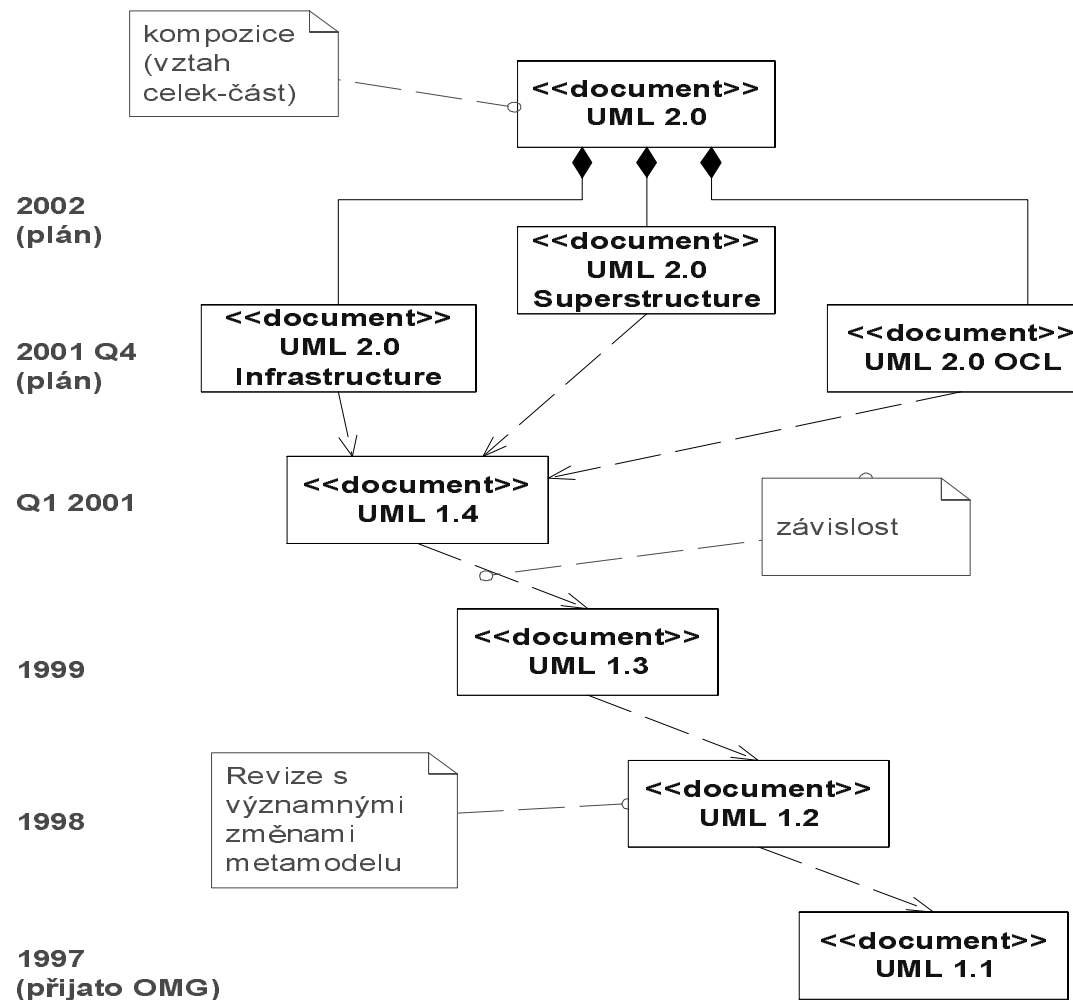 kompozice
(vztah
celek-část)
<<document>>
UML 2.0
2002
(plán)
<<document>>
UML 2.0
Superstructure
<<document>>
UML 2.0
Infrastructure
<<document>>
UML 2.0 OCL
2001 Q4
(plán)
<<document>>
UML 1.4
Q1 2001
závislost
<<document>>
UML 1.3
1999
Revize s
významnými
změnami
metamodelu
<<document>>
UML 1.2
1998
<<document>>
UML 1.1
1997
(přijato OMG)